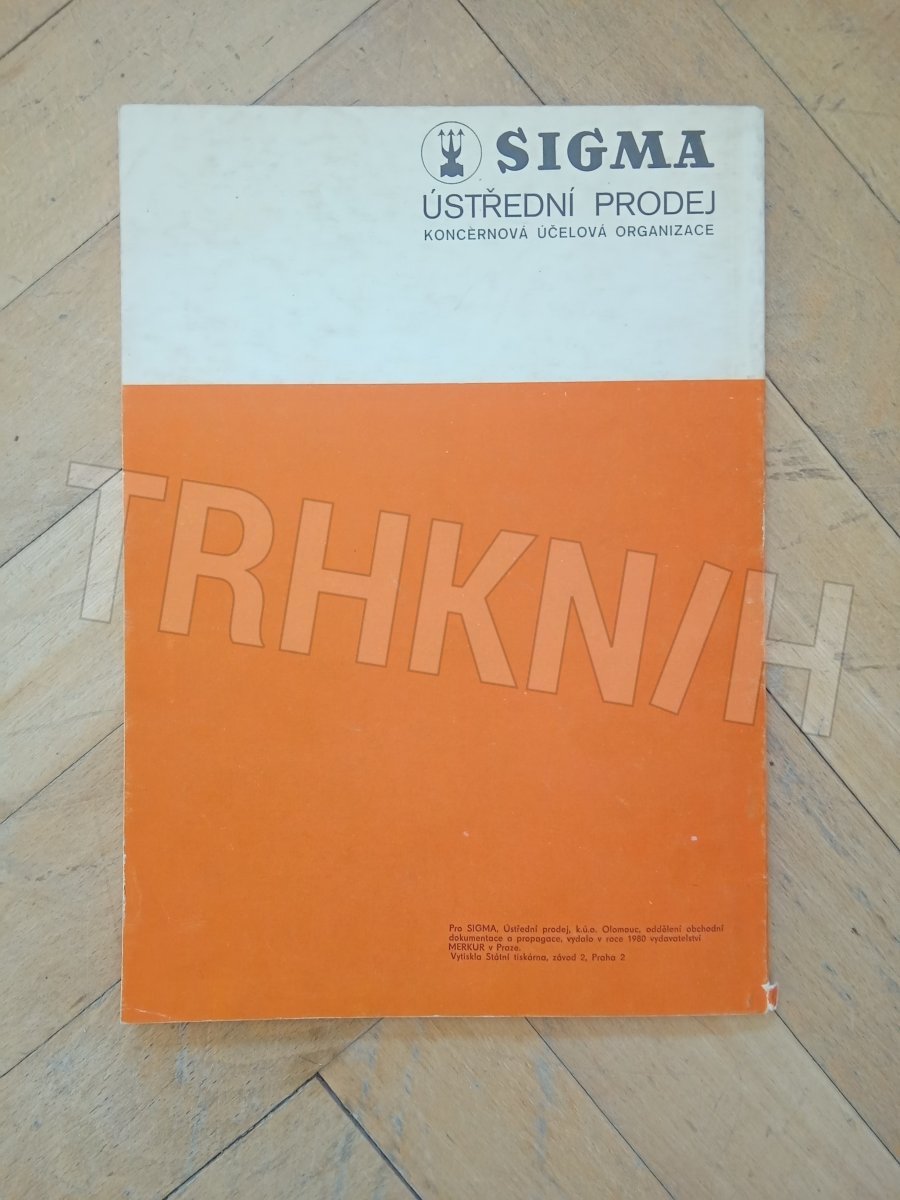 SIGMA
ÚSTŘEDNÍ PRODEJ
KONCERNOVÁ ÚČELOVÁ ORGANIZACE
TRHKNIH
Pro SIGMA, Ústřední prodej, k.ú.o. Olomouc, oddělení obchodní
dokumentace a propagace, vydalo v roce 1980 vydavatelství
MERKUR v Praze.
Vytiskla Státní tiskárna, závod 2, Praha 2